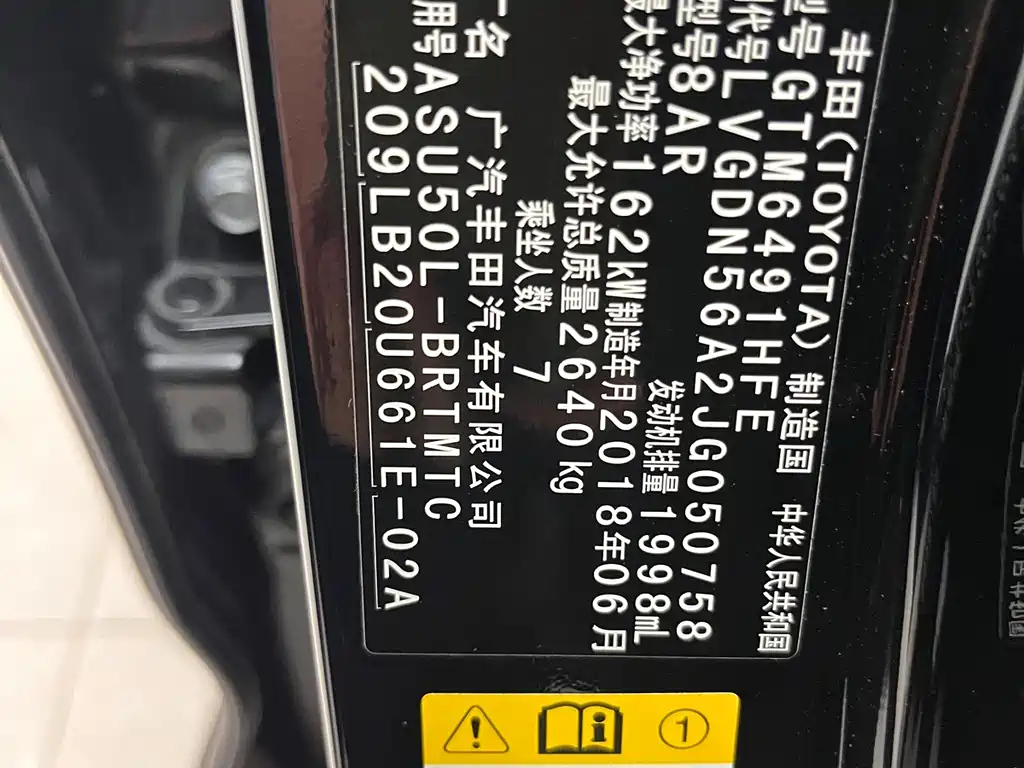 丰田(TOYOTA) 制造国 中华人民共和国
型号GTM6491HFE
代号LVGDN56A2JG050758
型号8AR 发动机排量1998mL
最大净功率162kW制造年月2018年06月
最大允许总质量2640kg
乘坐人数 7
厂名 广汽丰田汽车有限公司
用号ASU50L-BRTMTC
209LB20U661E-02A
i
1